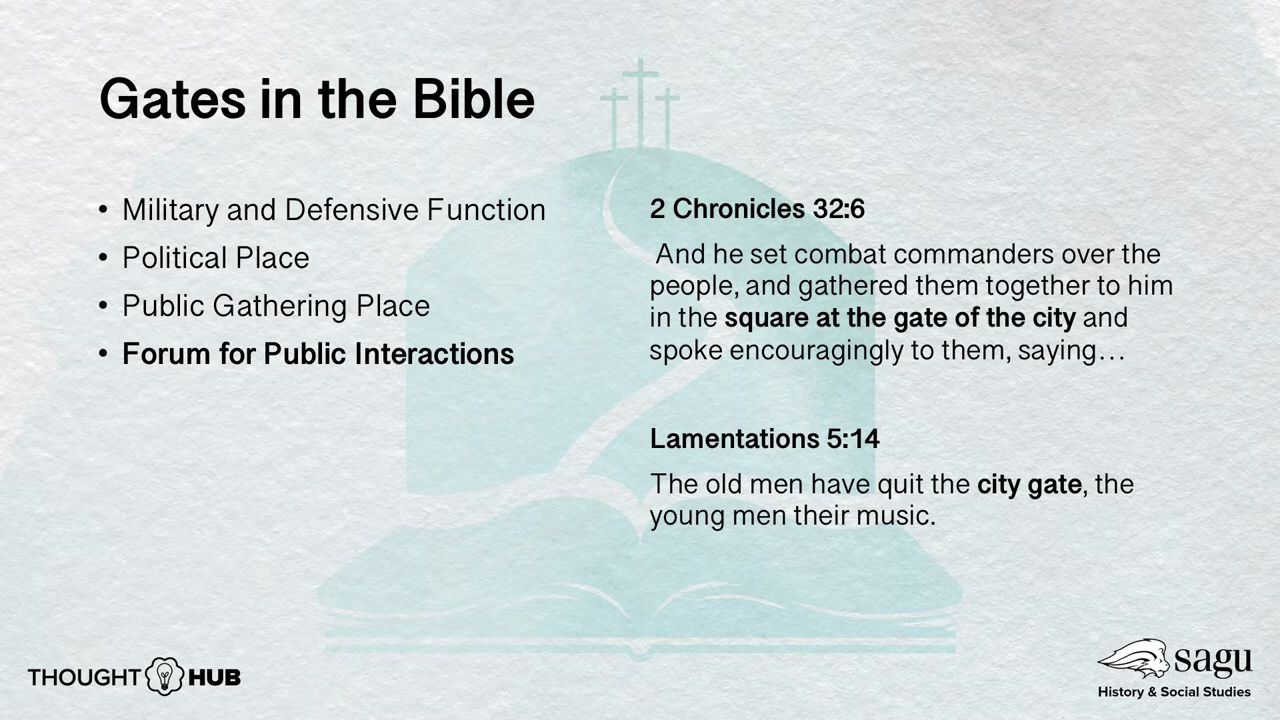 Gates in the Bible
• Military and Defensive Function
• Political Place
• Public Gathering Place
• Forum for Public Interactions
2 Chronicles 32:6
And he set combat commanders over the
people, and gathered them together to him
in the square at the gate of the city and
spoke encouragingly to them, saying…
Lamentations 5:14
The old men have quit the city gate, the
young men their music.
THOUGHT HUB
sagu
History & Social Studies